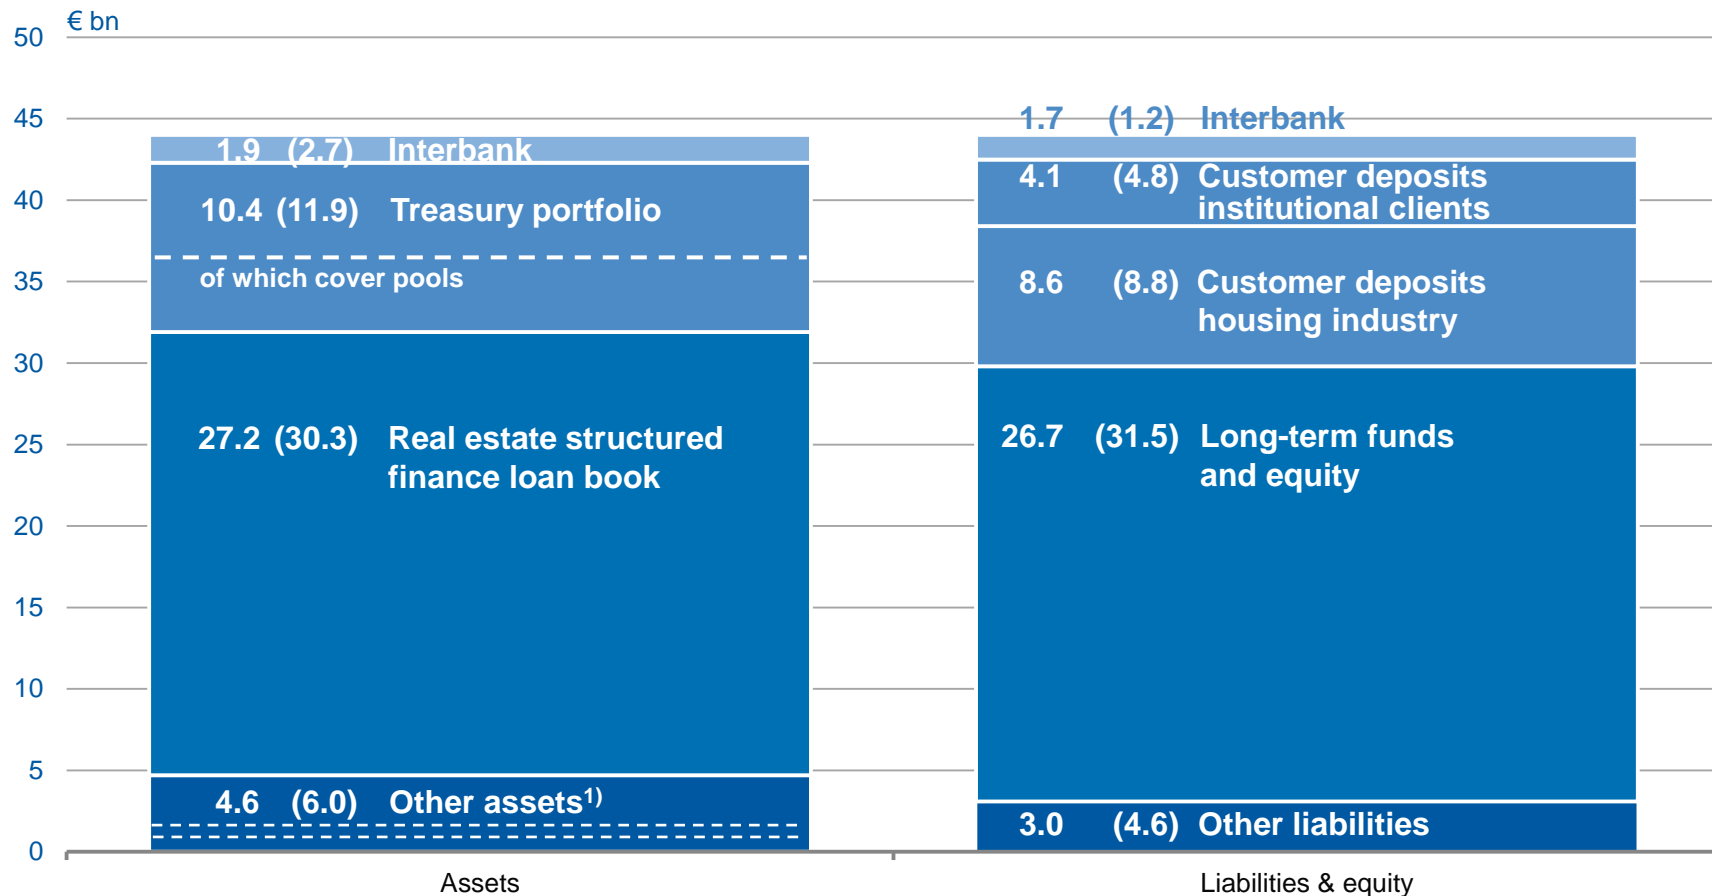 € bn
50
45
40
35
30
25
20
15
10
5
0
1.9 (2.7) Interbank
10.4 (11.9) Treasury portfolio
of which cover pools
27.2 (30.3) Real estate structured
finance loan book
4.6 (6.0) Other assets1)
1.7 (1.2) Interbank
4.1 (4.8) Customer deposits
institutional clients
8.6 (8.8) Customer deposits
housing industry
26.7 (31.5) Long-term funds
and equity
3.0 (4.6) Other liabilities
Assets
Liabilities & equity